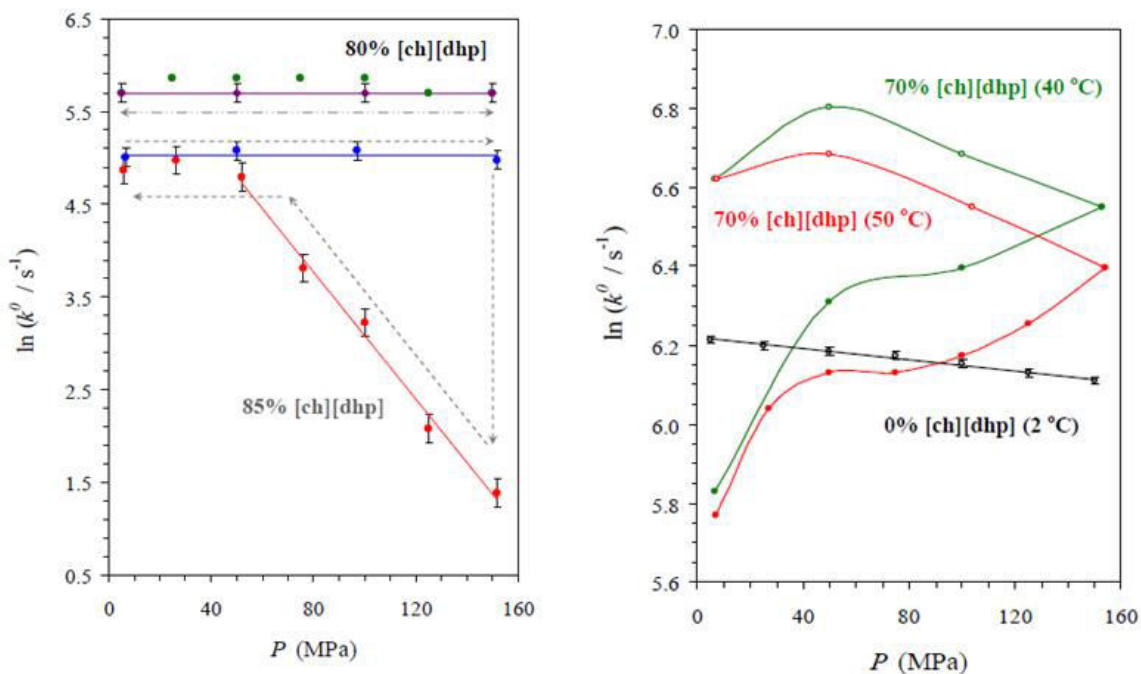 6.5
5.5
4.5
3.5
2.5
1.5
0.5
ln (k⁰ / s⁻¹)
80% [ch][dhp]
85% [ch][dhp]
0 40 80 120 160
P (MPa)
7.0
6.8
6.6
6.4
6.2
6.0
5.8
5.6
ln (k⁰ / s⁻¹)
70% [ch][dhp] (40 °C)
70% [ch][dhp] (50 °C)
0% [ch][dhp] (2 °C)
0 40 80 120 160
P (MPa)